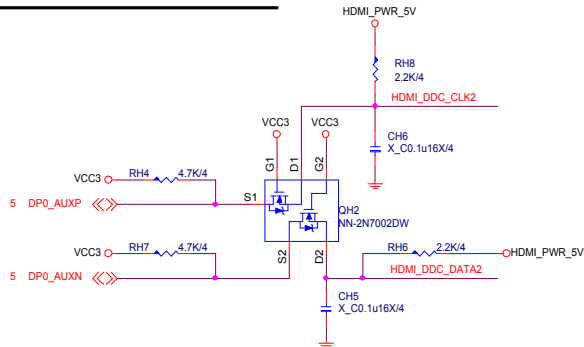 HDMI_PWR_5V
RH8
2.2K/4
HDMI_DDC_CLK2
VCC3 VCC3
CH6
X_C0.1u16X/4
G1 D1 G2
VCC3 RH4 4.7K/4
S1
5 DP0_AUXP
QH2
NN-2N7002DW
VCC3 RH7 4.7K/4
S2 D2
RH6 2.2K/4 HDMI_PWR_5V
5 DP0_AUXN
HDMI_DDC_DATA2
CH5
X_C0.1u16X/4